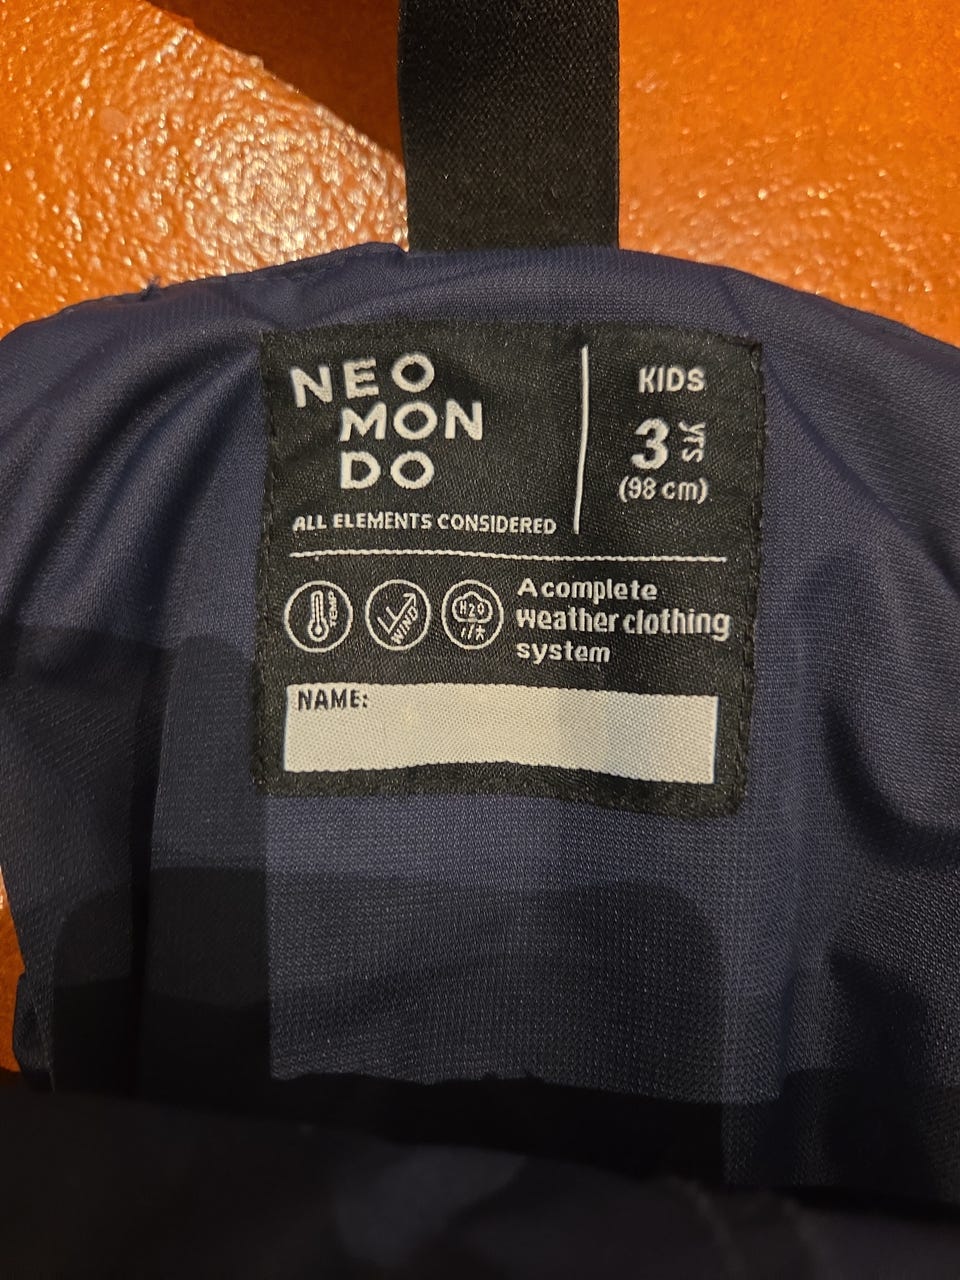 NEO
MON
DO
ALL ELEMENTS CONSIDERED
KIDS
3 YRS
(98 cm)
TEMP
WIND
H2O
A complete
weather clothing
system
NAME: